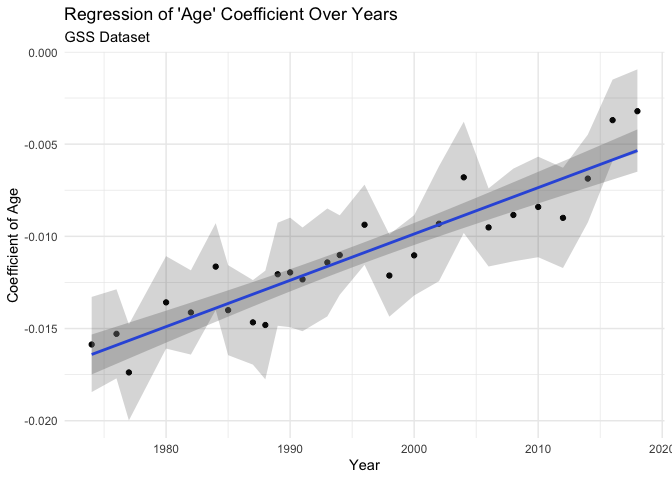 Regression of 'Age' Coefficient Over Years
GSS Dataset
0.000
-0.005
-0.010
-0.015
-0.020
Coefficient of Age
1980
1990
2000
2010
2020
Year